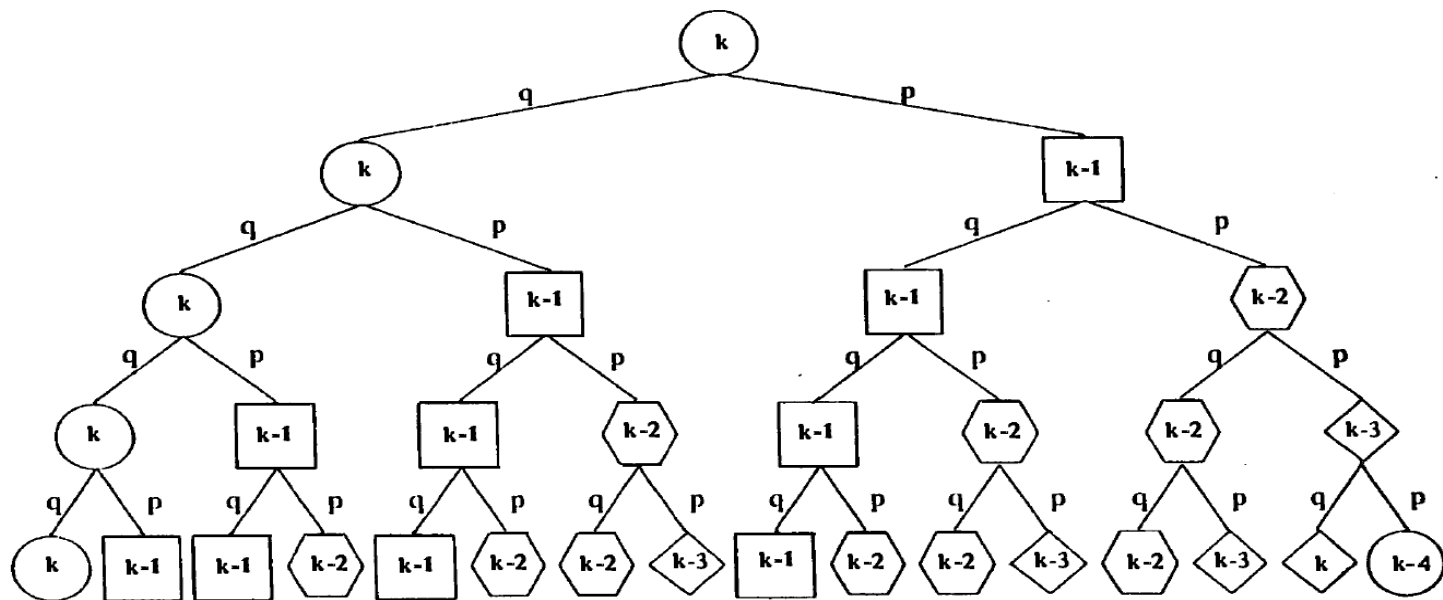 k
q p
k k-1
q p q p
k k-1 k-1 k-2
q p q p q p q p
k k-1 k-1 k-2 k-1 k-2 k-2 k-3
q p q p q p q p q p q p q p q p
k k-1 k-1 k-2 k-1 k-2 k-2 k-3 k-1 k-2 k-2 k-3 k-2 k-3 k k-4